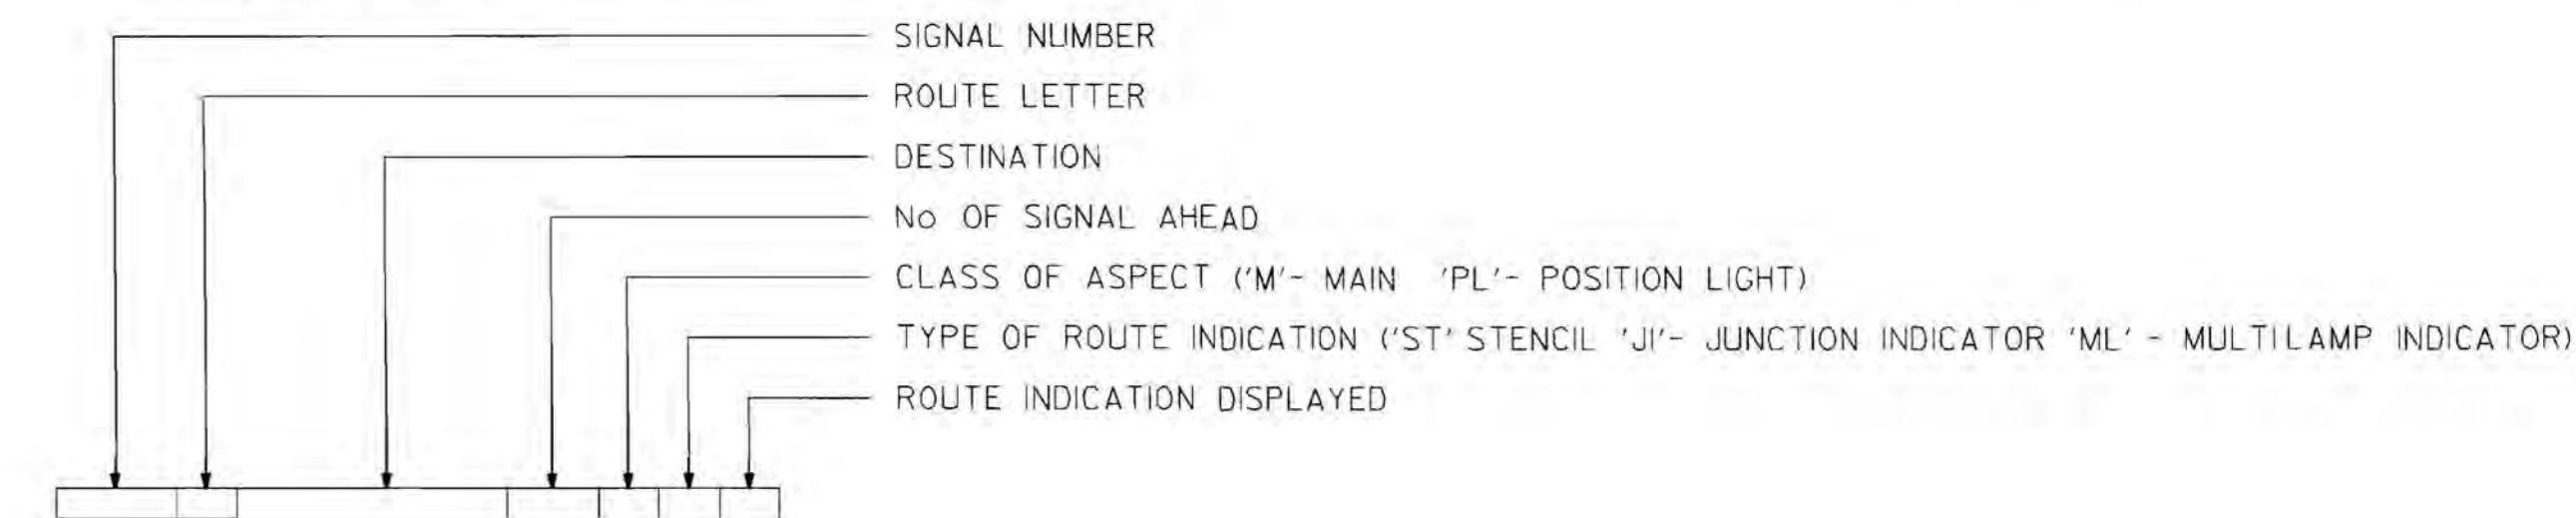 SIGNAL NUMBER
ROUTE LETTER
DESTINATION
No OF SIGNAL AHEAD
CLASS OF ASPECT ('M'- MAIN 'PL'- POSITION LIGHT)
TYPE OF ROUTE INDICATION ('ST' STENCIL 'JI'- JUNCTION INDICATOR 'ML' - MULTILAMP INDICATOR)
ROUTE INDICATION DISPLAYED